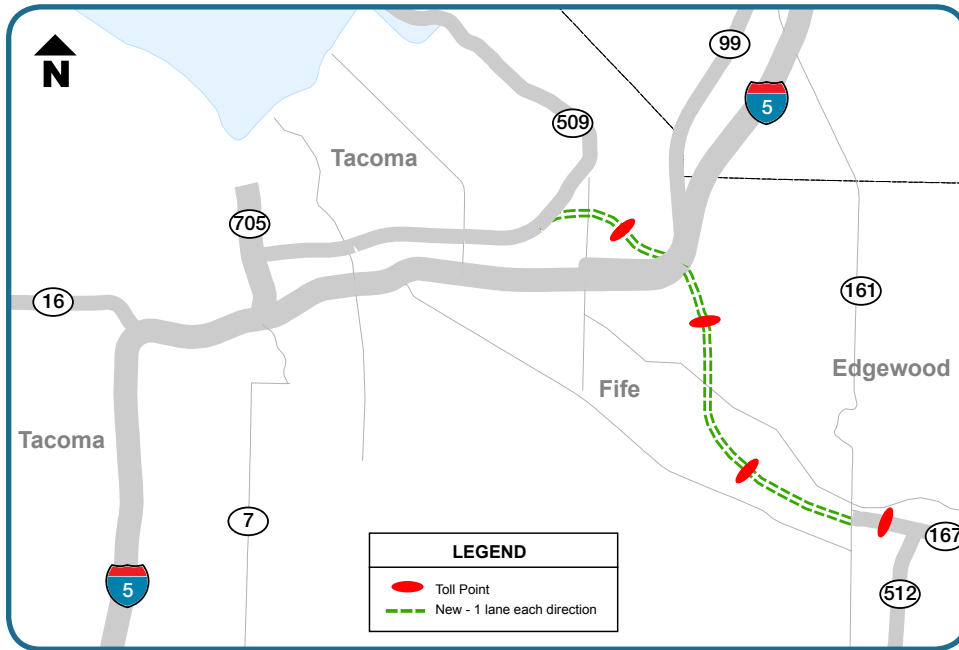 99
5
509
Tacoma
N
705
161
16
Edgewood
Fife
Tacoma
7
167
LEGEND
5
Toll Point
512
New - 1 lane each direction